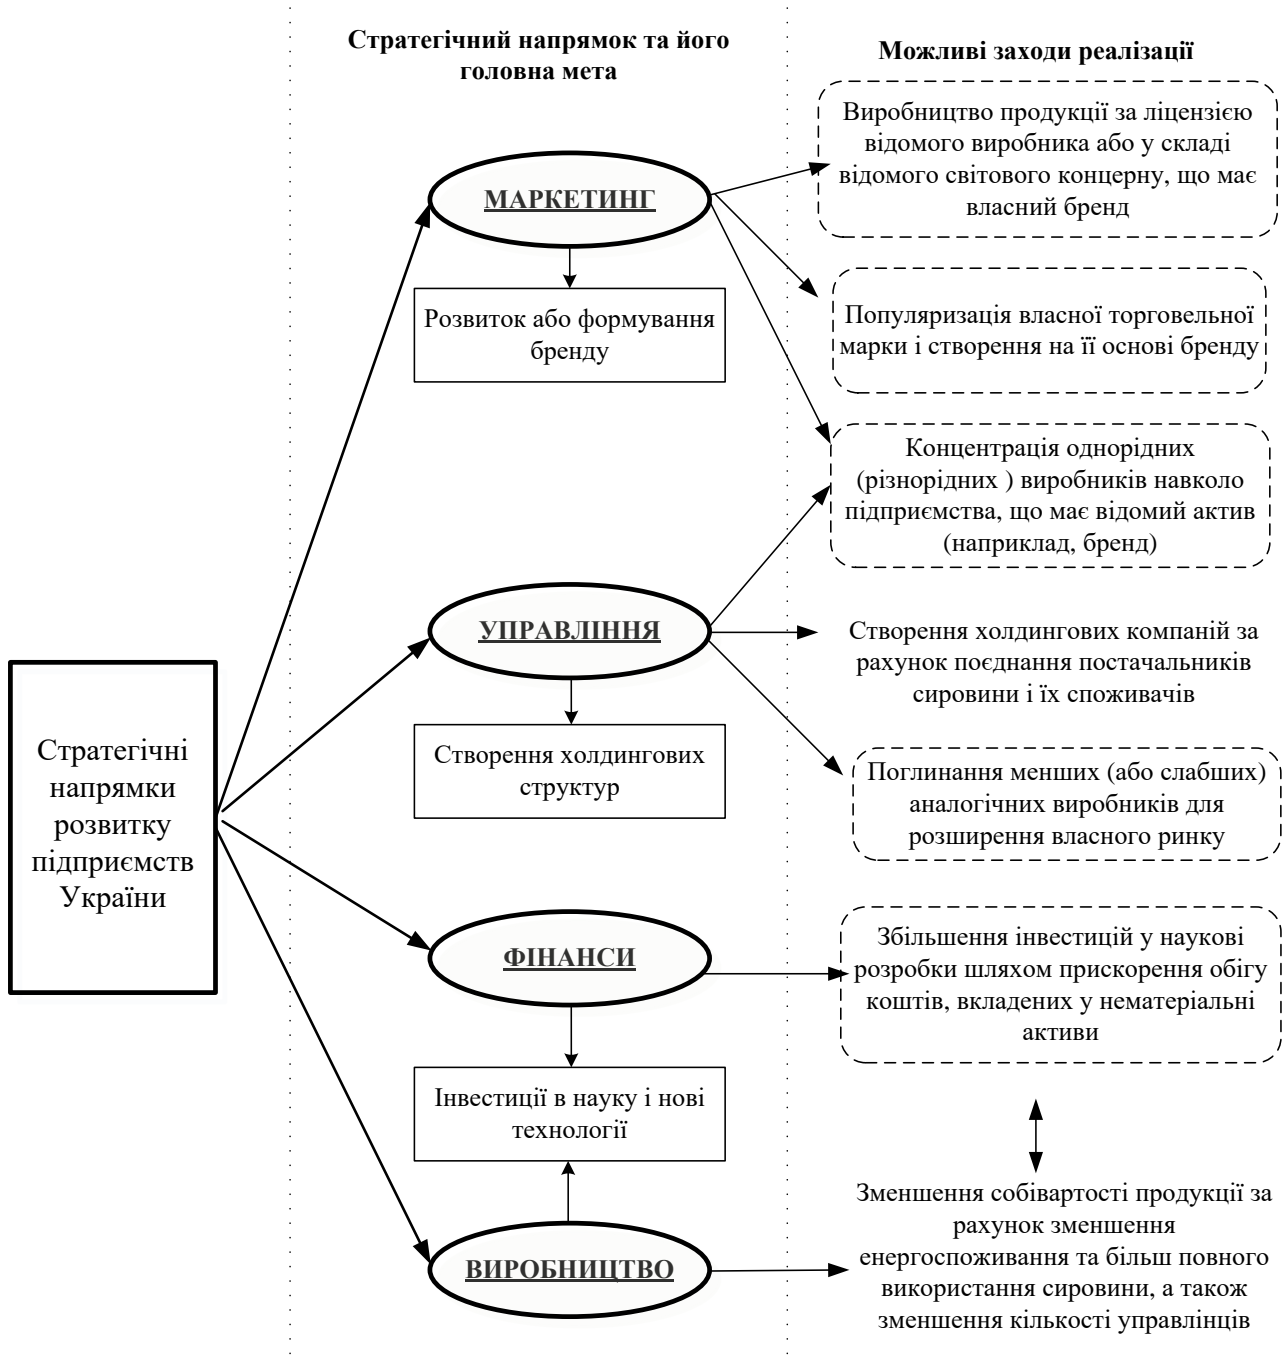 Стратегічний напрямок та його
головна мета
Можливі заходи реалізації
Виробництво продукції за ліцензією
відомого виробника або у складі
відомого світового концерну, що має
власний бренд
МАРКЕТИНГ
Розвиток або формування
бренду
Популяризація власної торговельної
марки і створення на її основі бренду
Концентрація однорідних
(різнорідних ) виробників навколо
підприємства, що має відомий актив
(наприклад, бренд)
УПРАВЛІННЯ
Створення холдингових компаній за
рахунок поєднання постачальників
сировини і їх споживачів
Створення холдингових
структур
Стратегічні
напрямки
розвитку
підприємств
України
Поглинання менших (або слабших)
аналогічних виробників для
розширення власного ринку
ФІНАНСИ
Збільшення інвестицій у наукові
розробки шляхом прискорення обігу
коштів, вкладених у нематеріальні
активи
Інвестиції в науку і нові
технології
ВИРОБНИЦТВО
Зменшення собівартості продукції за
рахунок зменшення
енергоспоживання та більш повного
використання сировини, а також
зменшення кількості управлінців